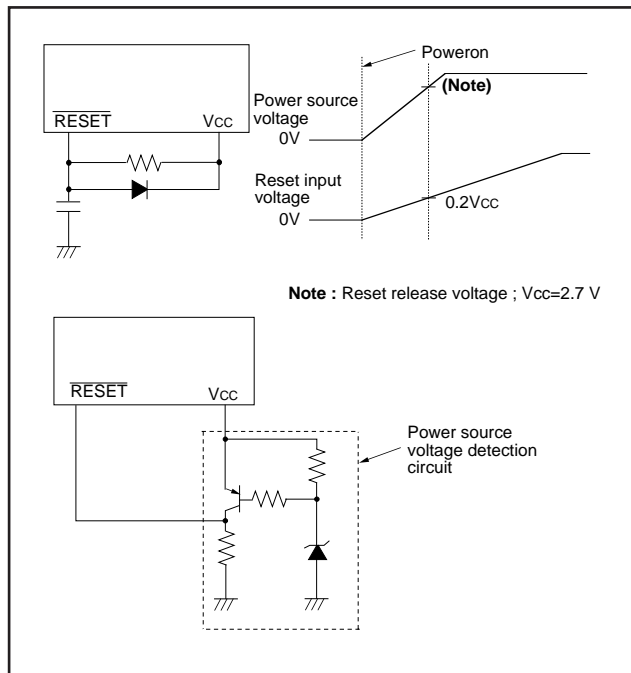 RESET VCC
Poweron
(Note)
Power source
voltage
0V
Reset input
voltage
0V
0.2VCC
Note : Reset release voltage ; Vcc=2.7 V
RESET VCC
Power source
voltage detection
circuit